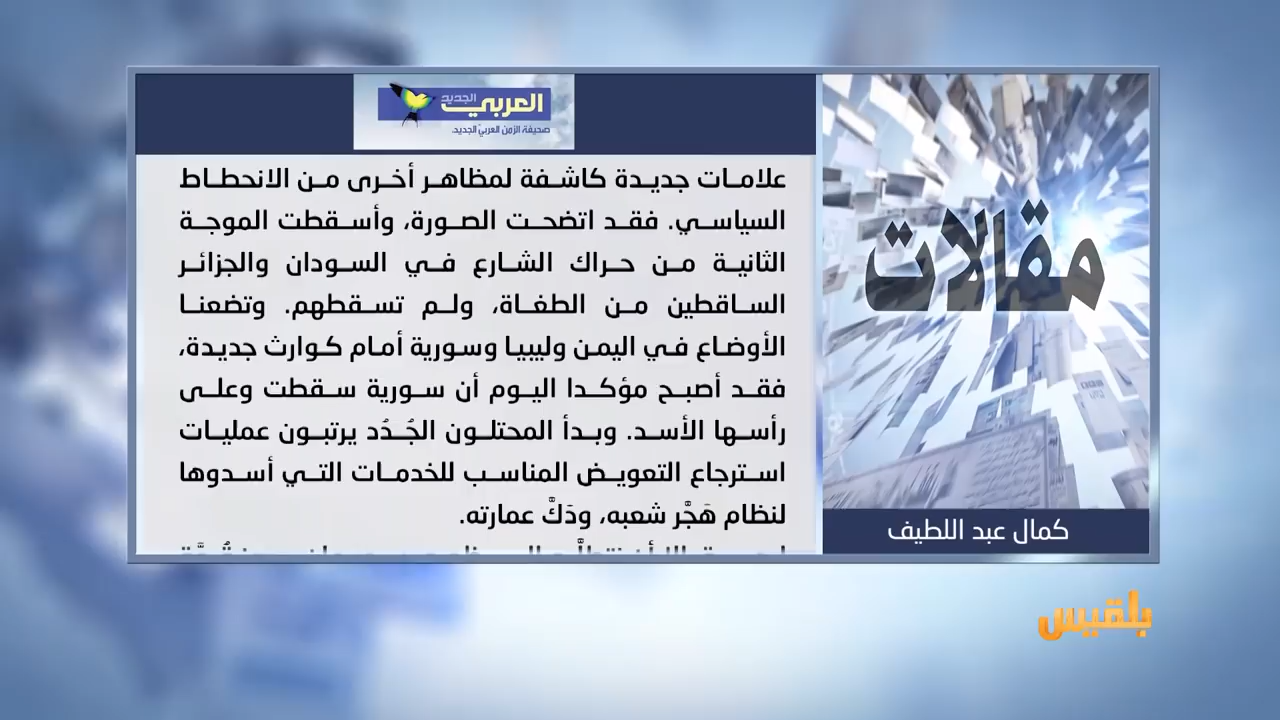 العربي الجديد
صحيفة الزمن العربي الجديد.
علامات جديدة كاشفة لمظاهر أخرى من الانحطاط
السياسي. فقد اتضحت الصورة، وأسقطت الموجة
الثانية من حراك الشارع في السودان والجزائر
الساقطين من الطغاة، ولم تسقطهم. وتضعنا
الأوضاع في اليمن وليبيا وسورية أمام كوارث جديدة،
فقد أصبح مؤكدا اليوم أن سورية سقطت وعلى
رأسها الأسد. وبدأ المحتلون الجُدُد يرتبون عمليات
استرجاع التعويض المناسب للخدمات التي أسدوها
لنظام هَجَّر شعبه، ودَكَّ عمارته.
مقالات
كمال عبد اللطيف
بلقيس